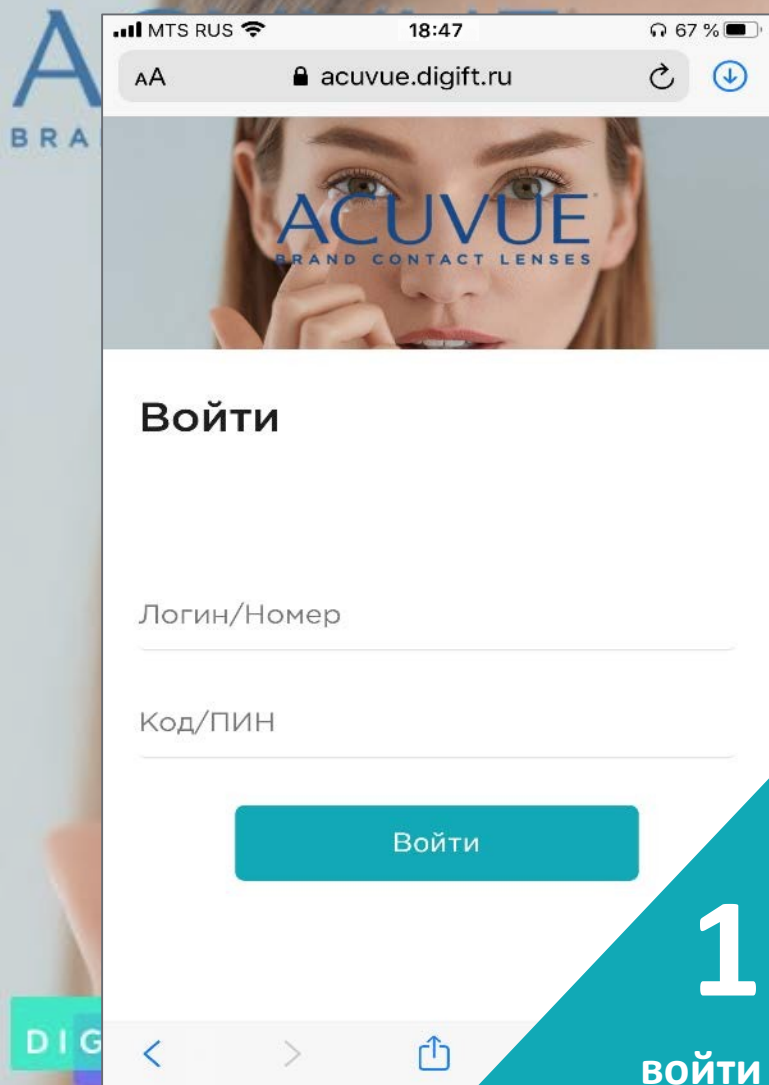 MTS RUS 18:47 67 %
AA acuvue.digift.ru
ACUVUE
BRAND CONTACT LENSES
Войти
Логин/Номер
Код/ПИН
Войти
1
войти